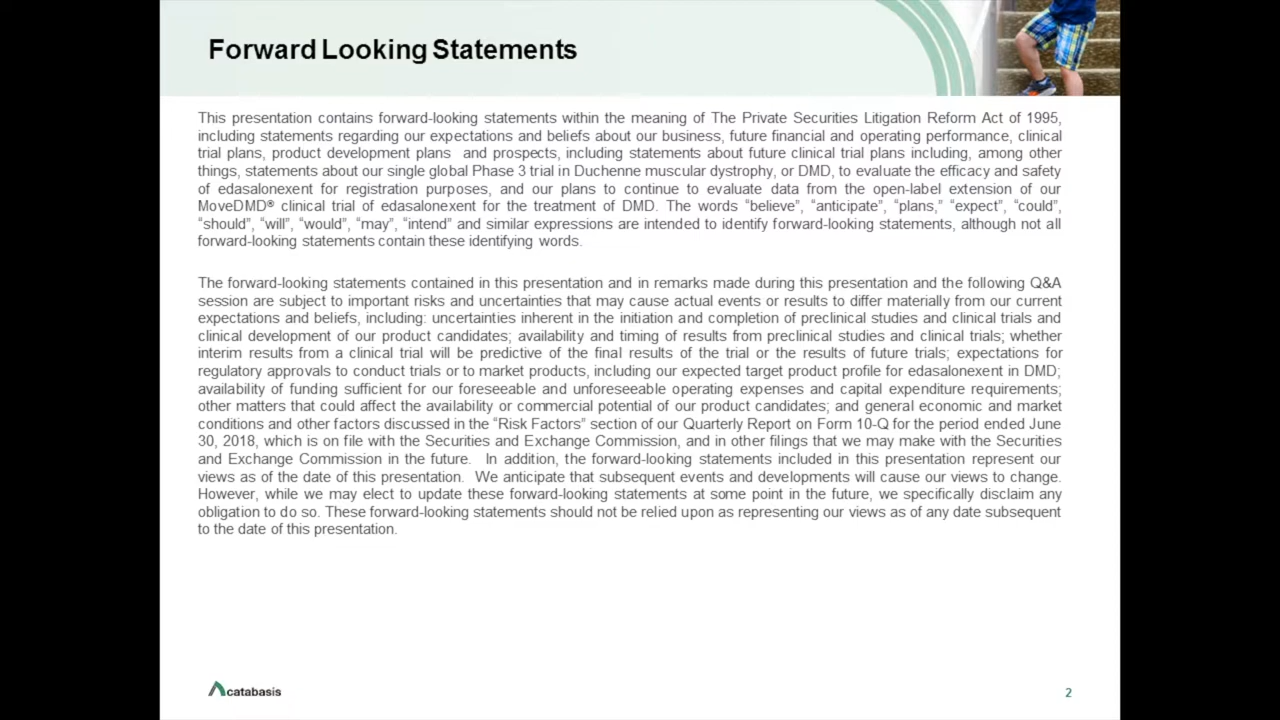 Forward Looking Statements
This presentation contains forward-looking statements within the meaning of The Private Securities Litigation Reform Act of 1995,
including statements regarding our expectations and beliefs about our business, future financial and operating performance, clinical
trial plans, product development plans and prospects, including statements about future clinical trial plans including, among other
things, statements about our single global Phase 3 trial in Duchenne muscular dystrophy, or DMD, to evaluate the efficacy and safety
of edasalonexent for registration purposes, and our plans to continue to evaluate data from the open-label extension of our
MoveDMD® clinical trial of edasalonexent for the treatment of DMD. The words “believe”, “anticipate”, “plans,” “expect”, “could”,
“should”, “will”, “would”, “may”, “intend” and similar expressions are intended to identify forward-looking statements, although not all
forward-looking statements contain these identifying words.
The forward-looking statements contained in this presentation and in remarks made during this presentation and the following Q&A
session are subject to important risks and uncertainties that may cause actual events or results to differ materially from our current
expectations and beliefs, including: uncertainties inherent in the initiation and completion of preclinical studies and clinical trials and
clinical development of our product candidates; availability and timing of results from preclinical studies and clinical trials; whether
interim results from a clinical trial will be predictive of the final results of the trial or the results of future trials; expectations for
regulatory approvals to conduct trials or to market products, including our expected target product profile for edasalonexent in DMD;
availability of funding sufficient for our foreseeable and unforeseeable operating expenses and capital expenditure requirements;
other matters that could affect the availability or commercial potential of our product candidates; and general economic and market
conditions and other factors discussed in the “Risk Factors” section of our Quarterly Report on Form 10-Q for the period ended June
30, 2018, which is on file with the Securities and Exchange Commission, and in other filings that we may make with the Securities
and Exchange Commission in the future. In addition, the forward-looking statements included in this presentation represent our
views as of the date of this presentation. We anticipate that subsequent events and developments will cause our views to change.
However, while we may elect to update these forward-looking statements at some point in the future, we specifically disclaim any
obligation to do so. These forward-looking statements should not be relied upon as representing our views as of any date subsequent
to the date of this presentation.
catabasis
2